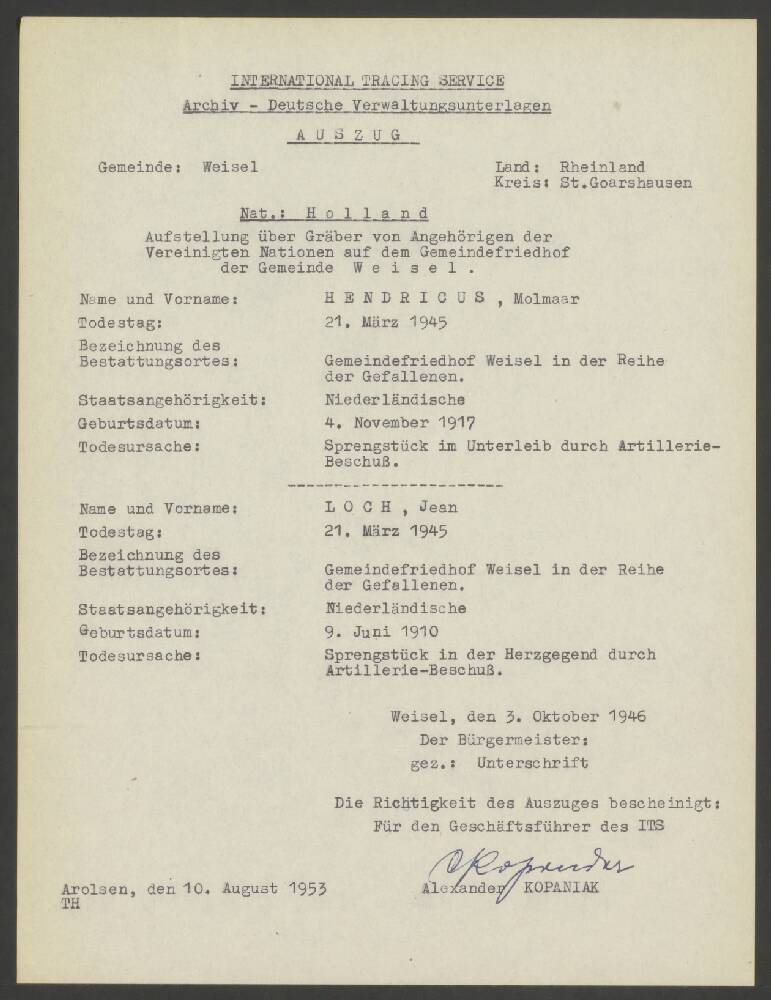 INTERNATIONAL TRACING SERVICE
Archiv - Deutsche Verwaltungsunterlagen
A U S Z U G
Gemeinde: Weisel
Land: Rheinland
Kreis: St.Goarshausen
Nat.: H o l l a n d
Aufstellung über Gräber von Angehörigen der
Vereinigten Nationen auf dem Gemeindefriedhof
der Gemeinde W e i s e l .
Name und Vorname: H E N D R I C U S , Molmaar
Todestag: 21. März 1945
Bezeichnung des
Bestattungsortes: Gemeindefriedhof Weisel in der Reihe
der Gefallenen.
Staatsangehörigkeit: Niederländische
Geburtsdatum: 4. November 1917
Todesursache: Sprengstück im Unterleib durch Artillerie-
Beschuß.
-----------------------
Name und Vorname: L O C H , Jean
Todestag: 21. März 1945
Bezeichnung des
Bestattungsortes: Gemeindefriedhof Weisel in der Reihe
der Gefallenen.
Staatsangehörigkeit: Niederländische
Geburtsdatum: 9. Juni 1910
Todesursache: Sprengstück in der Herzgegend durch
Artillerie-Beschuß.
Weisel, den 3. Oktober 1946
Der Bürgermeister:
gez.: Unterschrift
Die Richtigkeit des Auszuges bescheinigt:
Für den Geschäftsführer des ITS
Arolsen, den 10. August 1953
Alexander KOPANIAK
TH